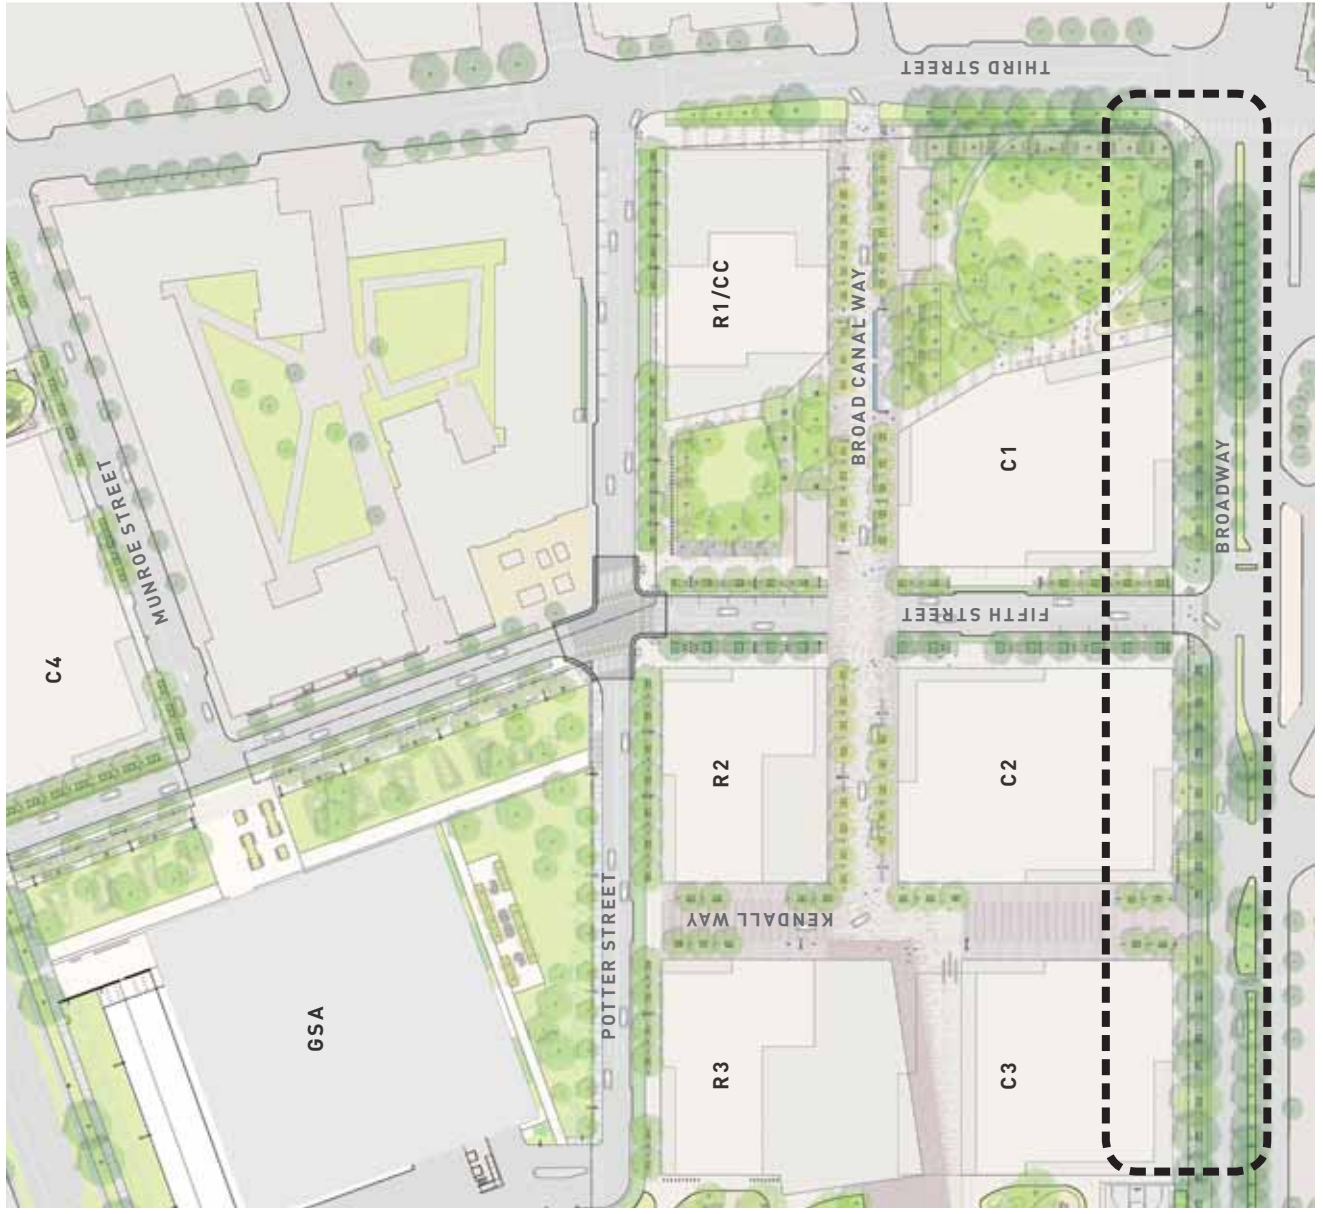 THIRD STREET
R1/CC
BROAD CANAL WAY
C1
BROADWAY
MUNROE STREET
C4
FIFTH STREET
R2
C2
POTTER STREET
KENDALL WAY
GSA
R3
C3